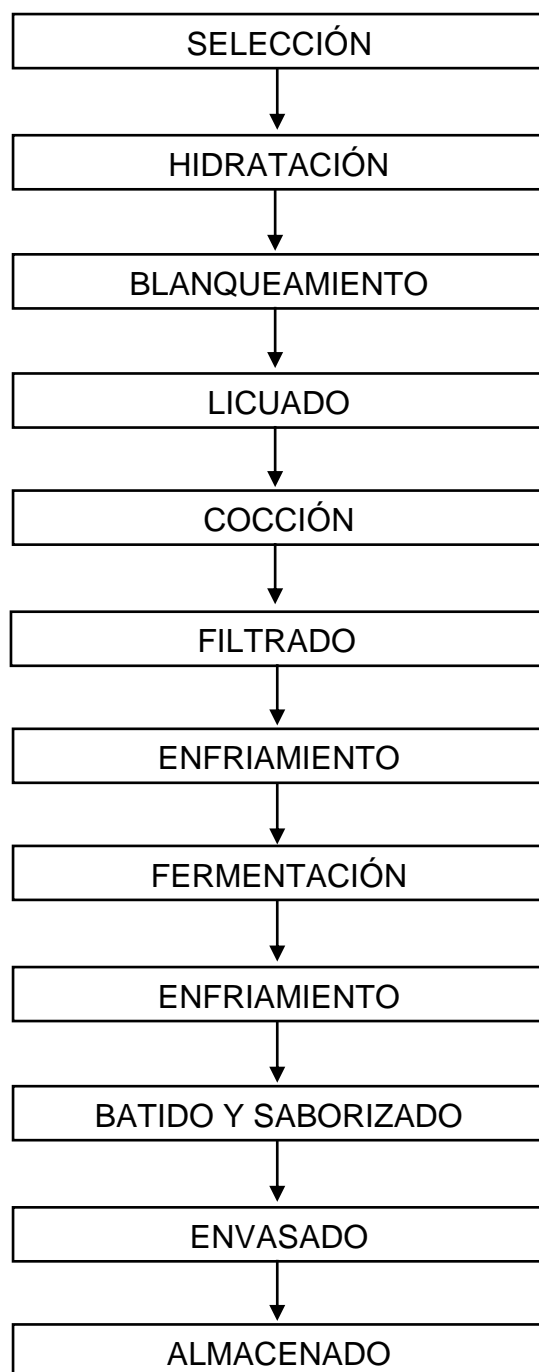 SELECCIÓN
HIDRATACIÓN
BLANQUEAMIENTO
LICUADO
COCCIÓN
FILTRADO
ENFRIAMIENTO
FERMENTACIÓN
ENFRIAMIENTO
BATIDO Y SABORIZADO
ENVASADO
ALMACENADO